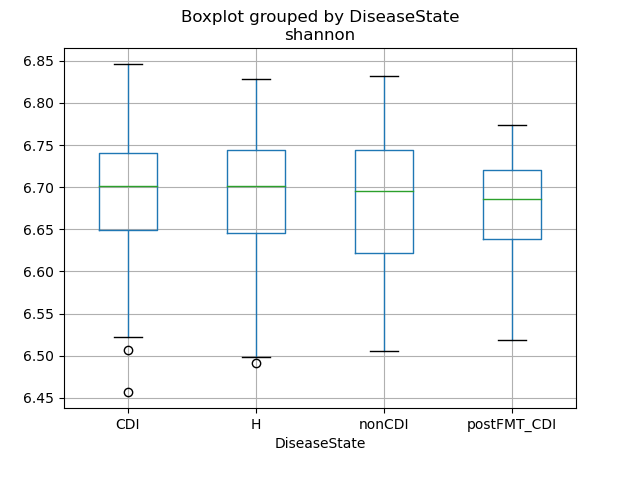 Boxplot grouped by DiseaseState
shannon
6.85
6.80
6.75
6.70
6.65
6.60
6.55
6.50
6.45
CDI H nonCDI postFMT_CDI
DiseaseState